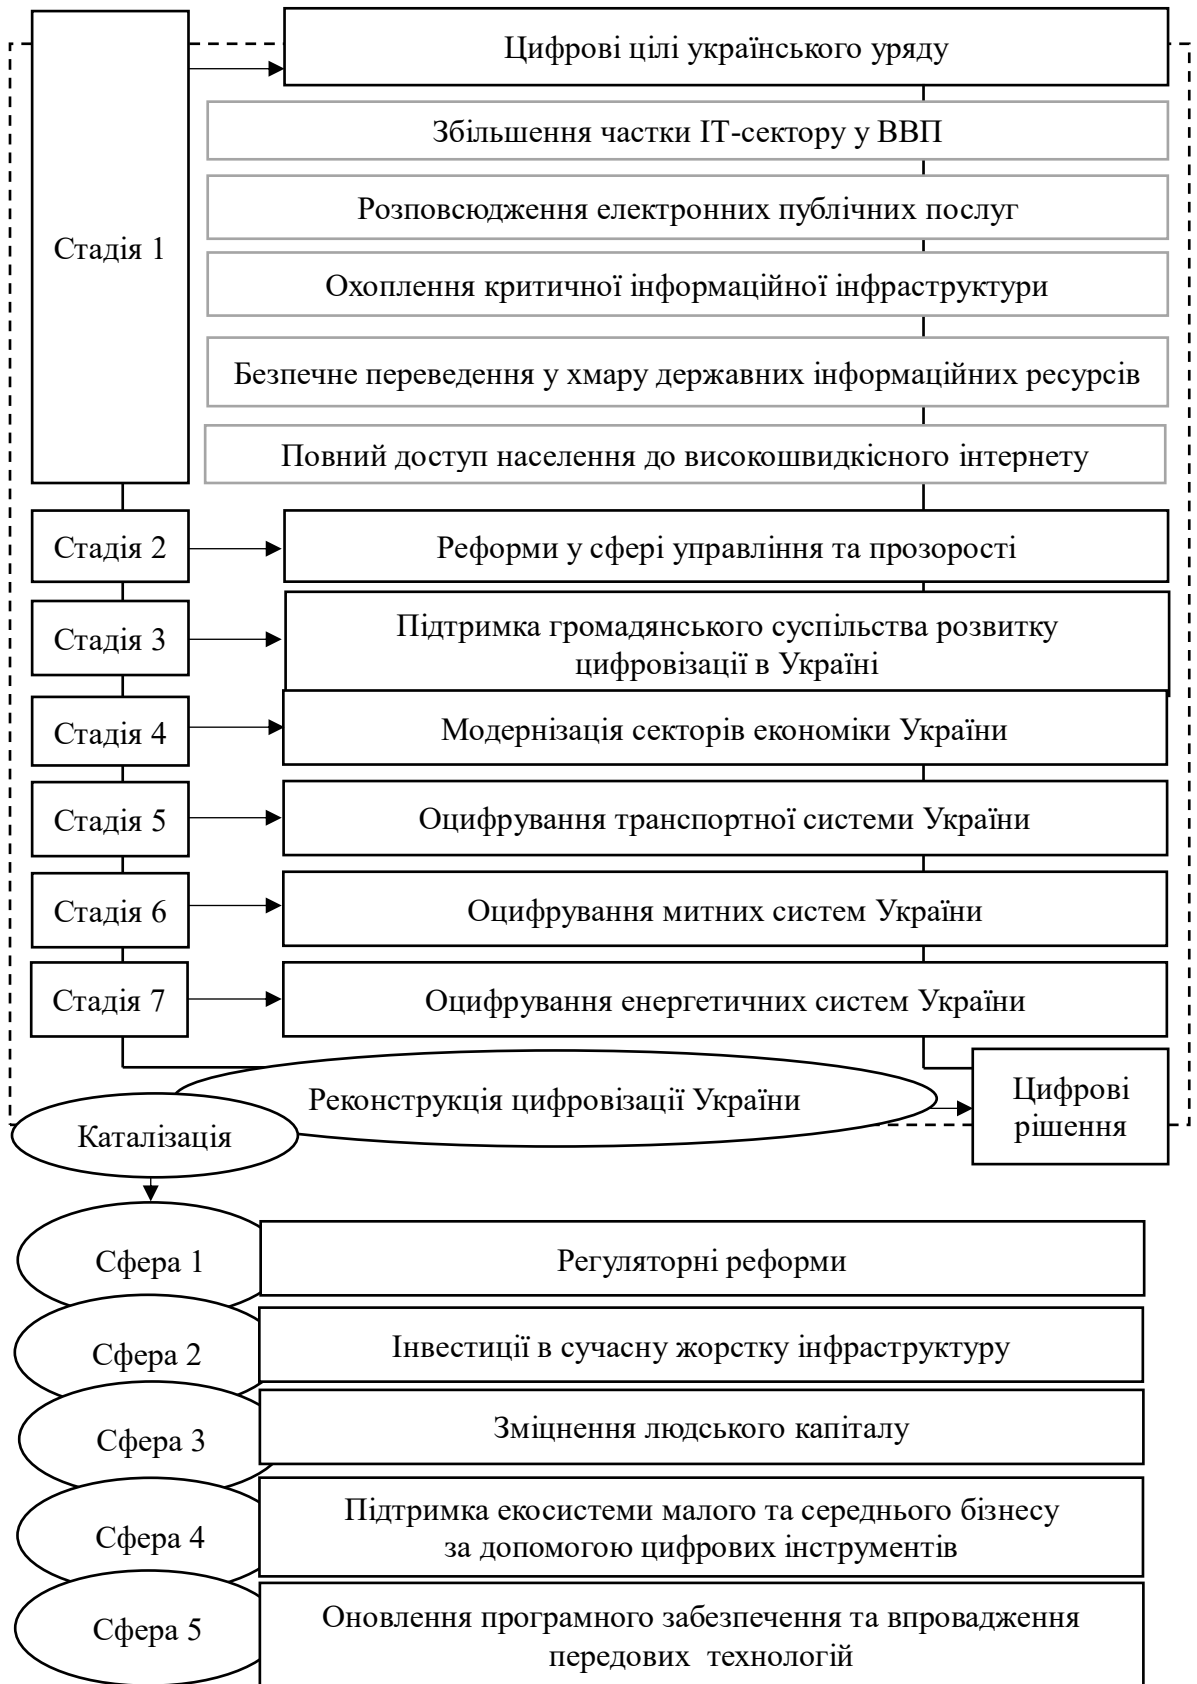 Цифрові цілі українського уряду
Збільшення частки ІТ-сектору у ВВП
Розповсюдження електронних публічних послуг
Стадія 1
Охоплення критичної інформаційної інфраструктури
Безпечне переведення у хмару державних інформаційних ресурсів
Повний доступ населення до високошвидкісного інтернету
Стадія 2
Реформи у сфері управління та прозорості
Стадія 3
Підтримка громадянського суспільства розвитку
цифровізації в Україні
Стадія 4
Модернізація секторів економіки України
Стадія 5
Оцифрування транспортної системи України
Стадія 6
Оцифрування митних систем України
Стадія 7
Оцифрування енергетичних систем України
Реконструкція цифровізації України
Цифрові
рішення
Каталізація
Сфера 1
Регуляторні реформи
Сфера 2
Інвестиції в сучасну жорстку інфраструктуру
Сфера 3
Зміцнення людського капіталу
Сфера 4
Підтримка екосистеми малого та середнього бізнесу
за допомогою цифрових інструментів
Сфера 5
Оновлення програмного забезпечення та впровадження
передових технологій